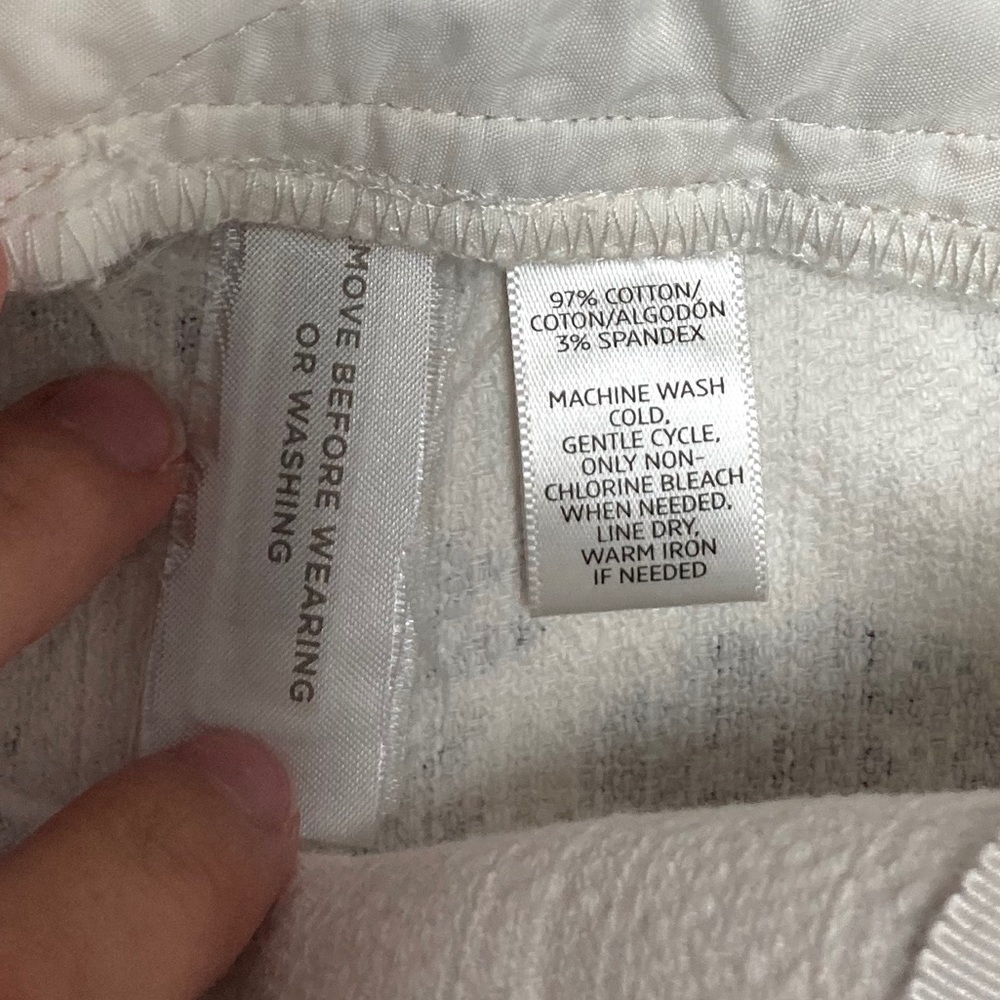 MOVE BEFORE WEARING
OR WASHING
97% COTTON/
COTON/ALGODÓN
3% SPANDEX
MACHINE WASH
COLD,
GENTLE CYCLE,
ONLY NON-
CHLORINE BLEACH
WHEN NEEDED,
LINE DRY,
WARM IRON
IF NEEDED